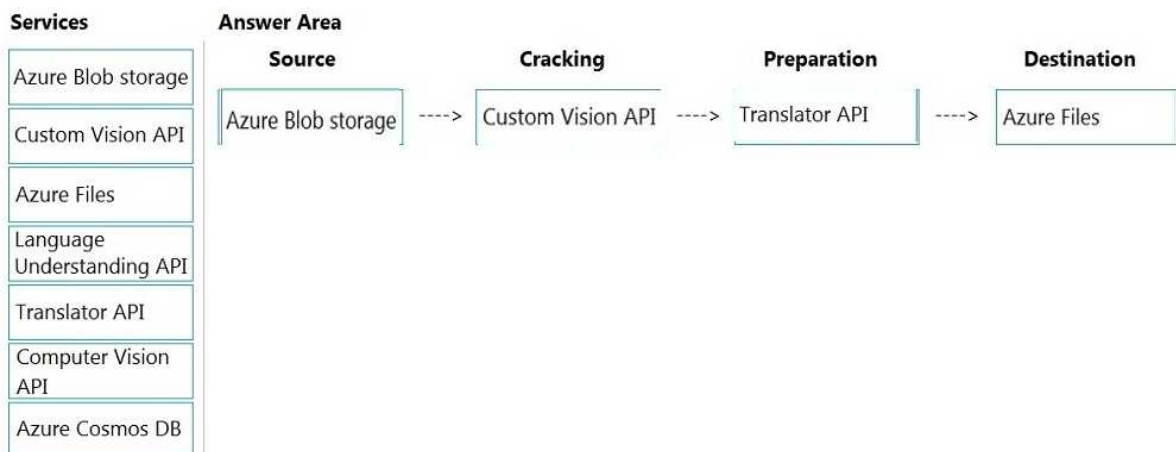 Services
Answer Area
Source
Cracking
Preparation
Destination
Azure Blob storage
Custom Vision API
Azure Files
Language
Understanding API
Translator API
Computer Vision
API
Azure Cosmos DB
Azure Blob storage
---->
Custom Vision API
---->
Translator API
---->
Azure Files